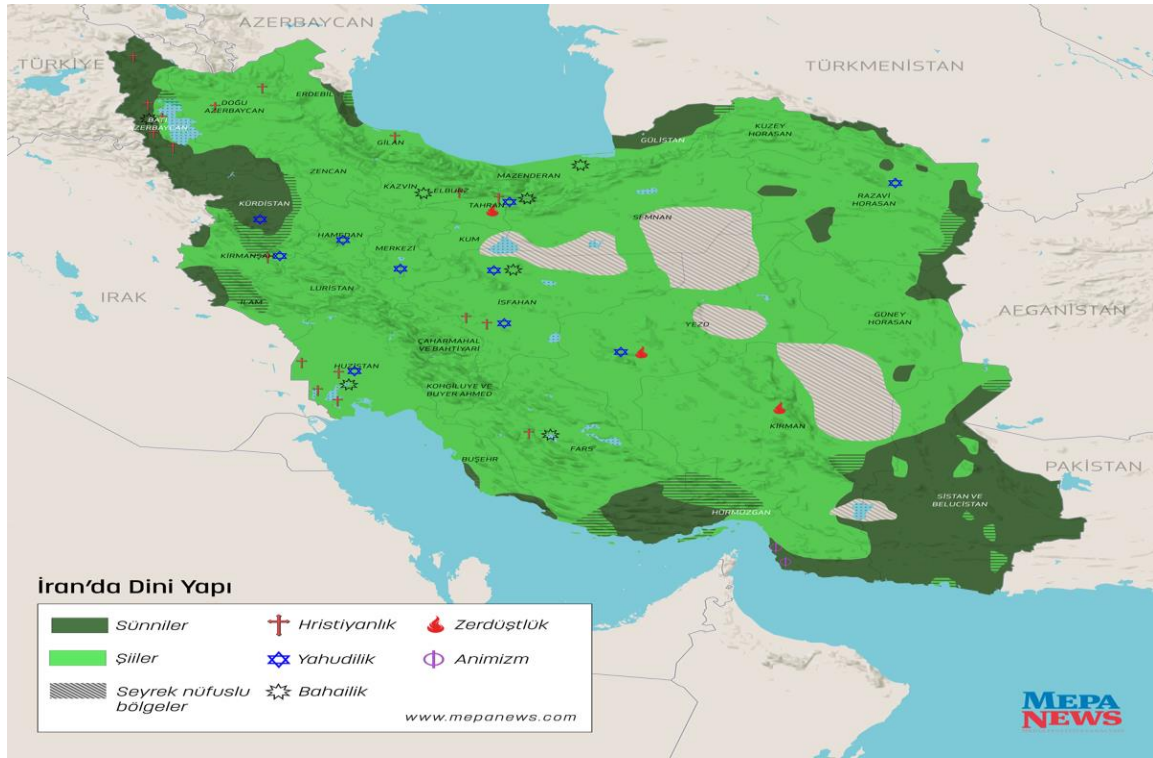 AZERBAYCAN
TÜRKİYE
TÜRKMENİSTAN
ERDEBİL
DOĞU
AZERBAYCAN
BATI
AZERBAYCAN
GİLAN
GÜLİSTAN
KUZEY
HORASAN
ZENCAN
MAZENDERAN
KAZVİN
ELBURZ
TAHRAN
RAZAVİ
HORASAN
KÜRDİSTAN
SEMNAN
HAMEDAN
KUM
MERKEZİ
KİRMANŞAH
IRAK
LÜRİSTAN
İLAM
İSFAHAN
AFGANİSTAN
GÜNEY
HORASAN
YEZD
ÇAHARMAHAL
VE BAHTİYARİ
HUZİSTAN
KOHGİLUYE VE
BUYER AHMED
KİRMAN
FARS
BUŞEHR
PAKİSTAN
SİSTAN VE
BELUCİSTAN
HÜRMÜZGAN
İran'da Dini Yapı
Sünniler
Hristiyanlık
Zerdüştlük
Şiiler
Yahudilik
Animizm
Seyrek nüfuslu
bölgeler
Bahailik
www.mepanews.com
MEPA
NEWS